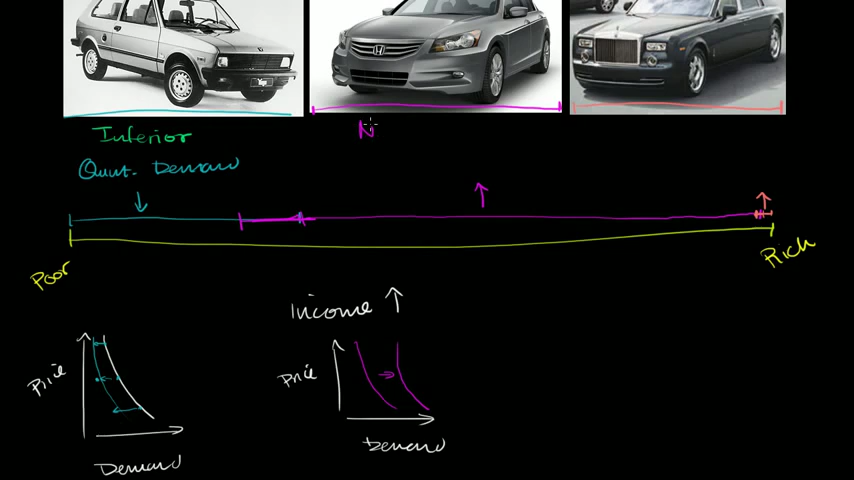 Inferior
N
Quant. Demand
Poor
Rich
Income ↑
Price
Price
Demand
Demand